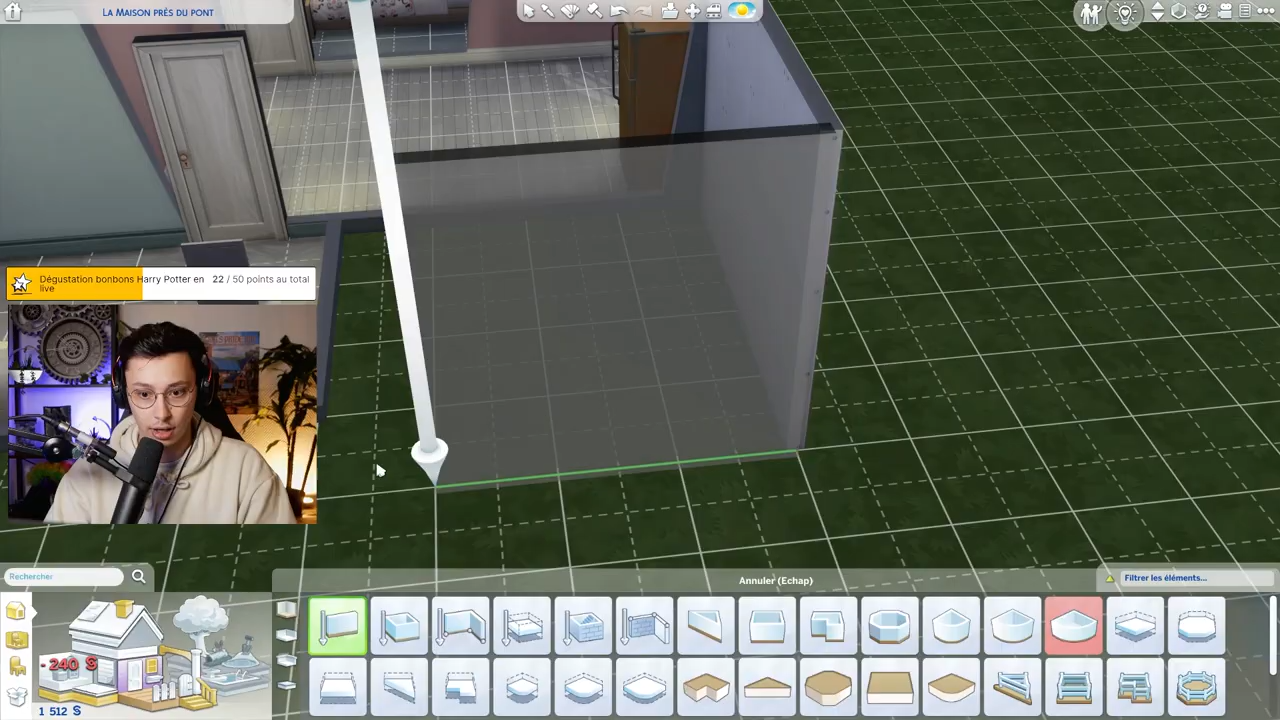 La Maison près du pont
Dégustation bonbons Harry Potter en live
22 / 50 points au total
Annuler (Echap)
Rechercher
Filtrer les éléments...
- 240 $
1 512 $